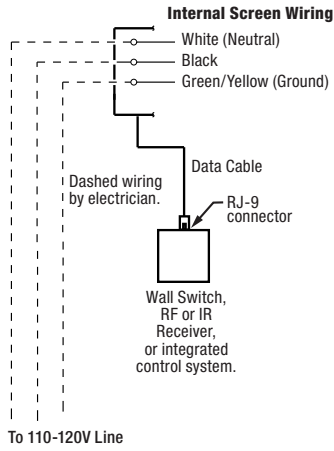 Internal Screen Wiring
White (Neutral)
Black
Green/Yellow (Ground)
Data Cable
Dashed wiring
by electrician.
RJ-9
connector
Wall Switch,
RF or IR
Receiver,
or integrated
control system.
To 110-120V Line